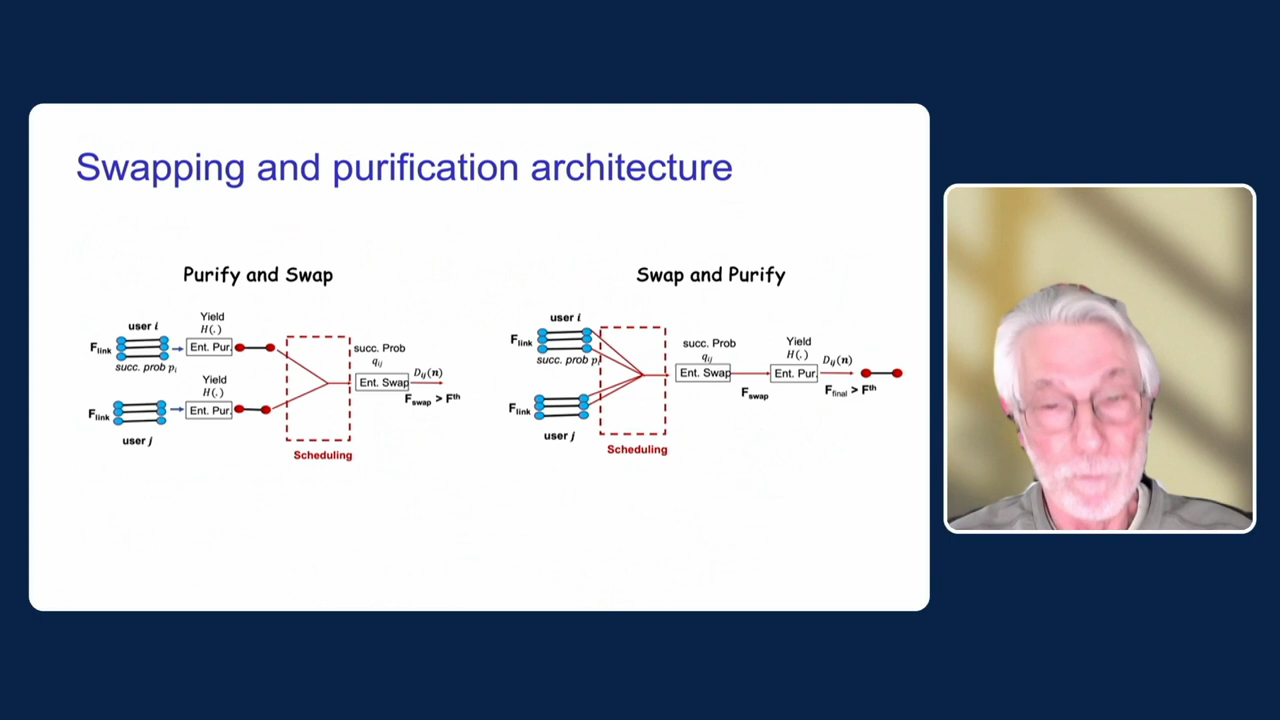 Swapping and purification architecture
Purify and Swap
user i
F_link
succ. prob p_i
Yield
H(.)
Ent. Pur.
Yield
H(.)
Ent. Pur.
F_link
user j
Scheduling
succ. Prob
q_ij
Ent. Swap
D_ij(n)
F_swap > F^th
Swap and Purify
user i
F_link
succ. prob p
F_link
user j
Scheduling
succ. Prob
q_ij
Ent. Swap
F_swap
Yield
H(.)
Ent. Pur.
D_ij(n)
F_final > F^th